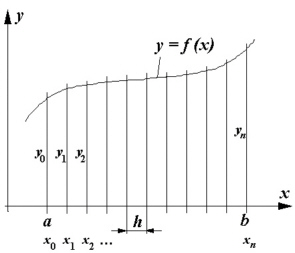 y
y = f (x)
y₀ y₁ y₂ yₙ
x
a h b
x₀ x₁ x₂ ... xₙ